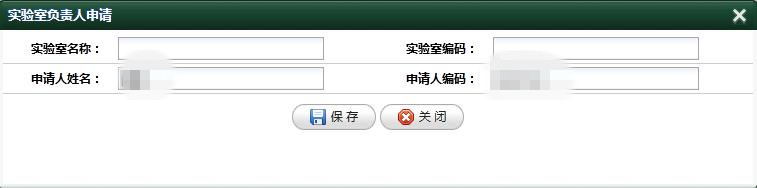 实验室负责人申请
实验室名称： 实验室编码：
申请人姓名： 申请人编码：
保存 关闭